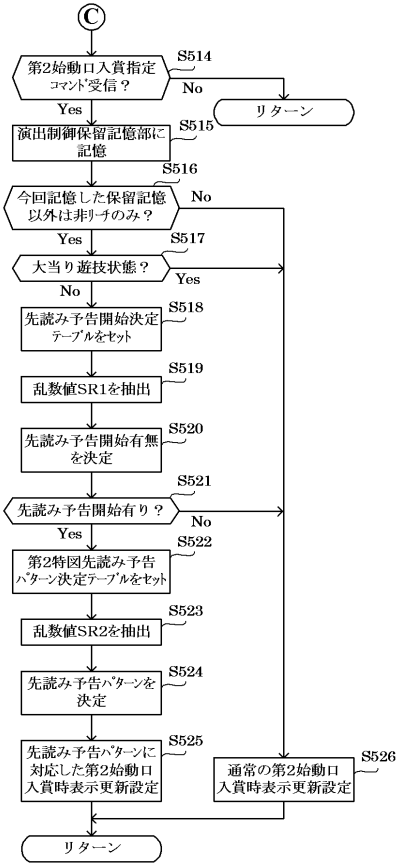 C
S514
第2始動口入賞指定
コマンド受信？
No
Yes
リターン
S515
演出制御保留記憶部に
記憶
S516
今回記憶した保留記憶
以外は非リーチのみ？
No
Yes
S517
大当り遊技状態？
Yes
No
S518
先読み予告開始決定
テーブルをセット
S519
乱数値SR1を抽出
S520
先読み予告開始有無
を決定
S521
先読み予告開始有り？
No
Yes
S522
第2特図先読み予告
パターン決定テーブルをセット
S523
乱数値SR2を抽出
S524
先読み予告パターンを
決定
S525
先読み予告パターンに
対応した第2始動口
入賞時表示更新設定
S526
通常の第2始動口
入賞時表示更新設定
リターン